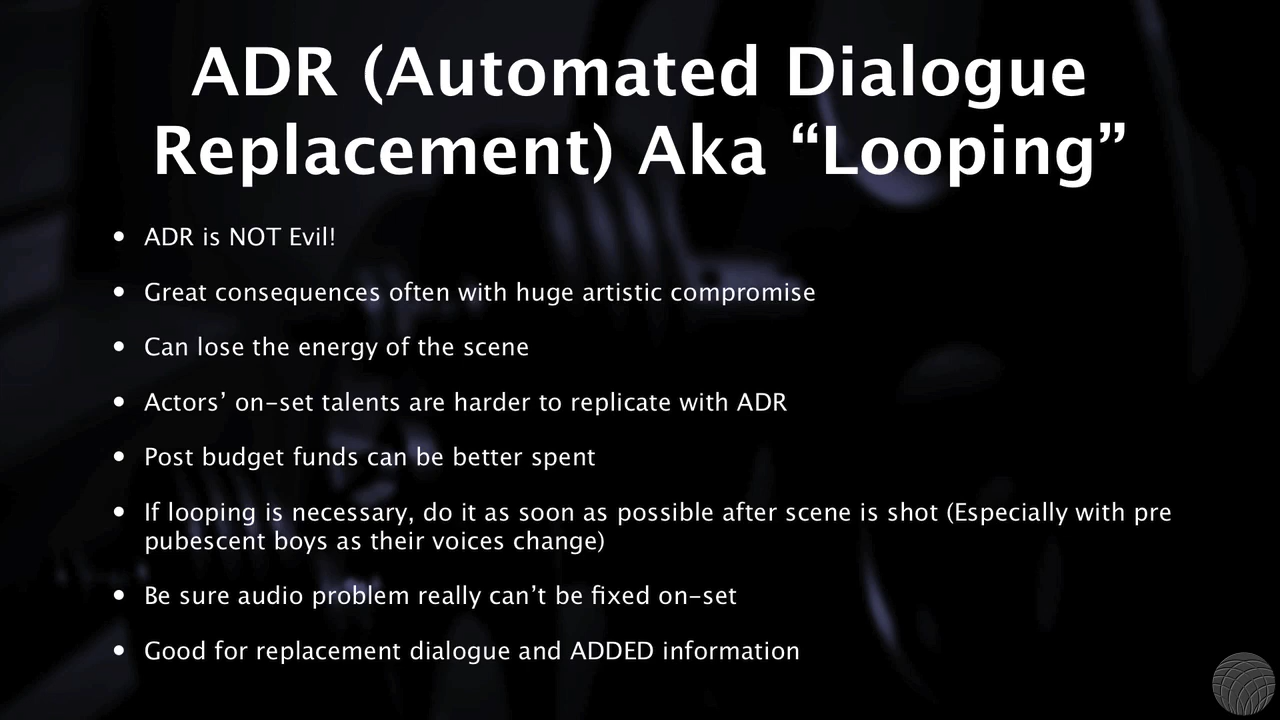 ADR (Automated Dialogue
Replacement) Aka “Looping”
• ADR is NOT Evil!
• Great consequences often with huge artistic compromise
• Can lose the energy of the scene
• Actors’ on-set talents are harder to replicate with ADR
• Post budget funds can be better spent
• If looping is necessary, do it as soon as possible after scene is shot (Especially with pre
pubescent boys as their voices change)
• Be sure audio problem really can’t be fixed on-set
• Good for replacement dialogue and ADDED information